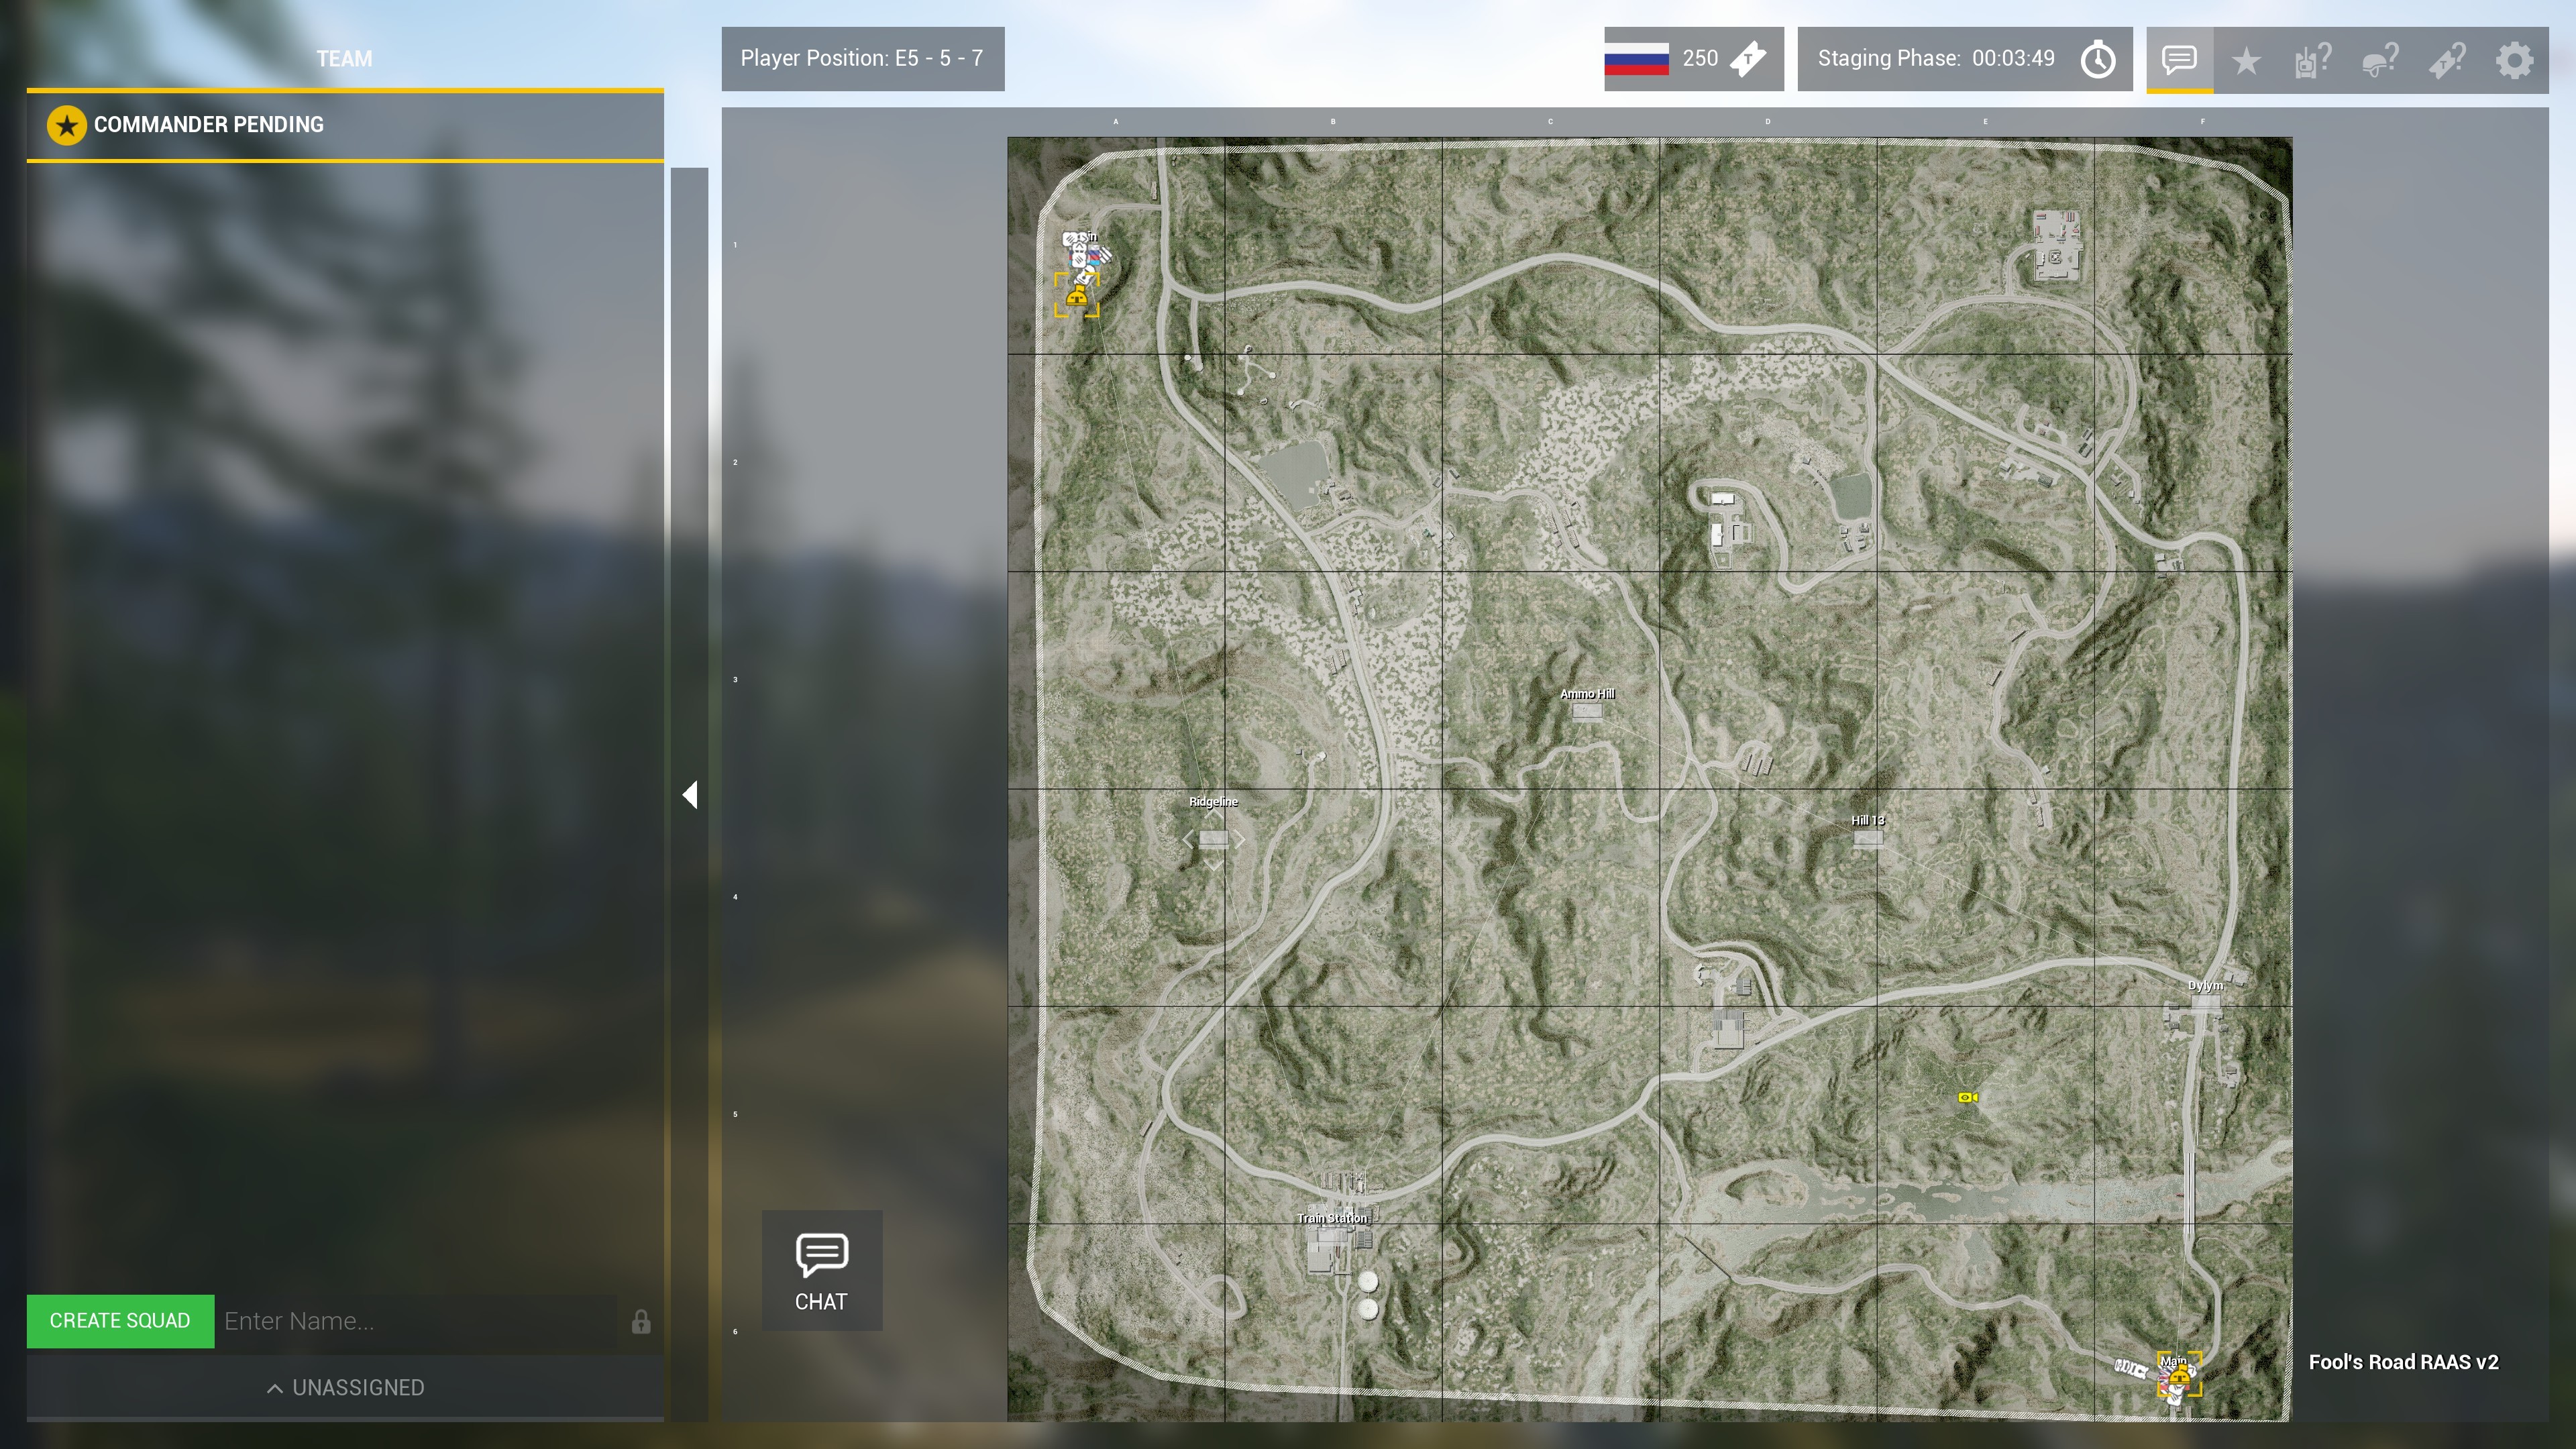 TEAM
Player Position: E5 - 5 - 7
250
T
Staging Phase: 00:03:49
COMMANDER PENDING
A
B
C
D
E
F
1
2
3
4
5
6
Ammo Hill
Ridgeline
Hill 13
Dylym
Train Station
Main
CHAT
CREATE SQUAD
Enter Name...
UNASSIGNED
Fool's Road RAAS v2